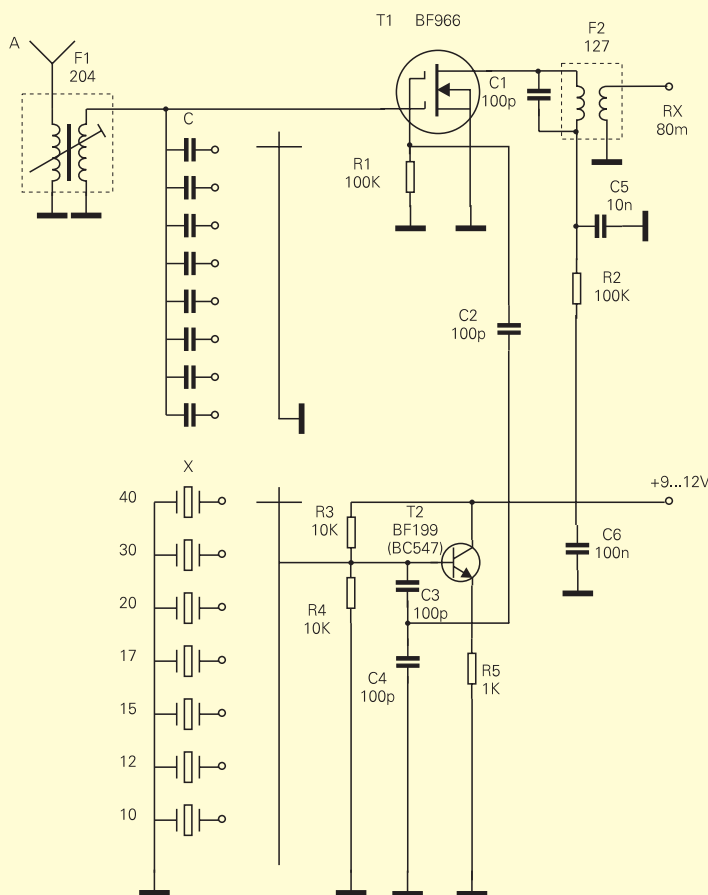 T1 BF966
A
F1
204
F2
127
C1
100p
RX
80m
C
R1
100K
C5
10n
R2
100K
C2
100p
X
+9...12V
40
R3
10K
T2
BF199
(BC547)
C6
100n
30
C3
100p
20
R4
10K
17
C4
100p
R5
1K
15
12
10